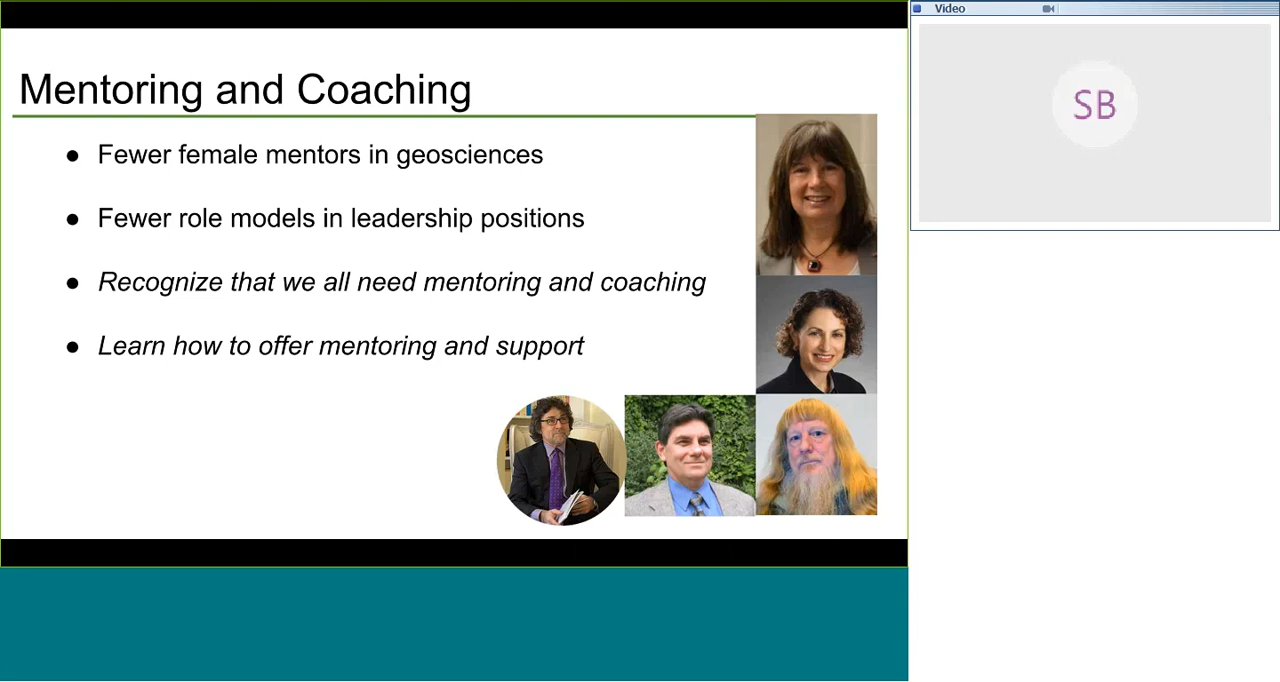 Mentoring and Coaching
● Fewer female mentors in geosciences
● Fewer role models in leadership positions
● Recognize that we all need mentoring and coaching
● Learn how to offer mentoring and support
Video
SB